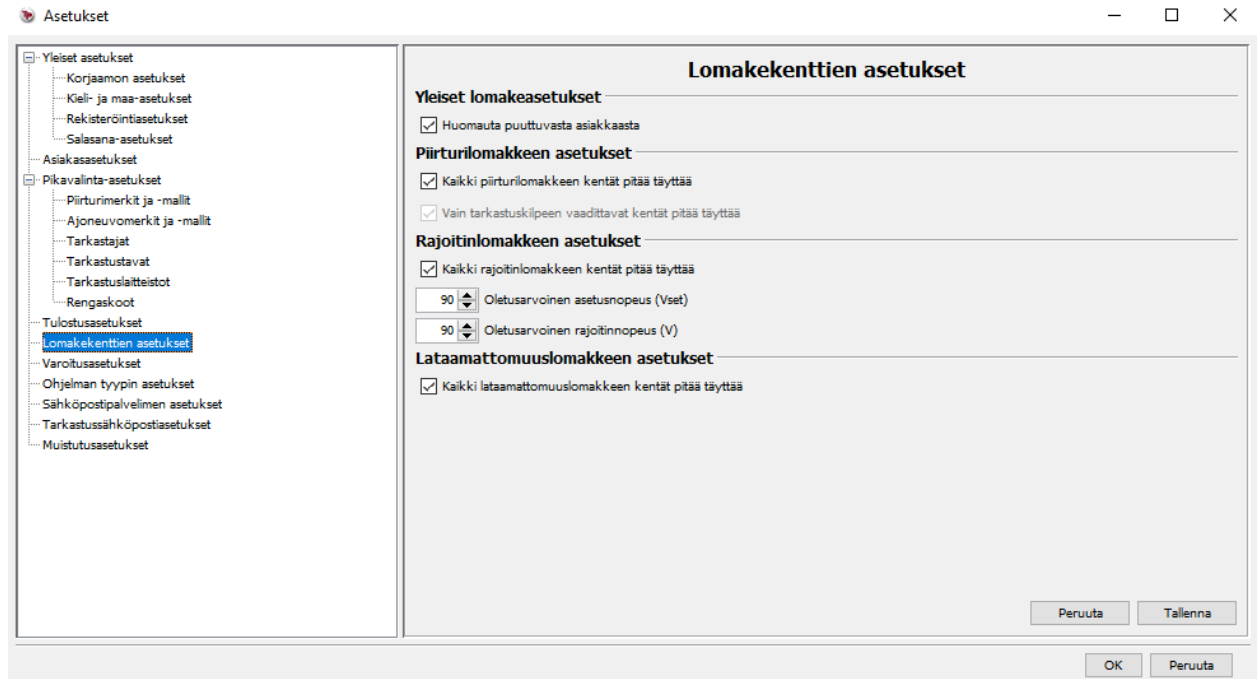 Asetukset
Yleiset asetukset
Korjaamon asetukset
Kieli- ja maa-asetukset
Rekisteröintiasetukset
Salasana-asetukset
Asiakasasetukset
Pikavalinta-asetukset
Piirturimerkit ja -mallit
Ajoneuvomerkit ja -mallit
Tarkastajat
Tarkastustavat
Tarkastuslaitteistot
Rengaskoot
Tulostusasetukset
Lomakekenttien asetukset
Varoitusasetukset
Ohjelman tyypin asetukset
Sähköpostipalvelimen asetukset
Tarkastussähköpostiasetukset
Muistutusasetukset
Lomakekenttien asetukset
Yleiset lomakeasetukset
Huomauta puuttuvasta asiakkaasta
Piirturilomakkeen asetukset
Kaikki piirturilomakkeen kentät pitää täyttää
Vain tarkastuskilpeen vaadittavat kentät pitää täyttää
Rajoitinlomakkeen asetukset
Kaikki rajoitinlomakkeen kentät pitää täyttää
90 Oletusarvoinen asetusnopeus (Vset)
90 Oletusarvoinen rajoitinnopeus (V)
Lataamattomuuslomakkeen asetukset
Kaikki lataamattomuuslomakkeen kentät pitää täyttää
Peruuta Tallenna
OK Peruuta